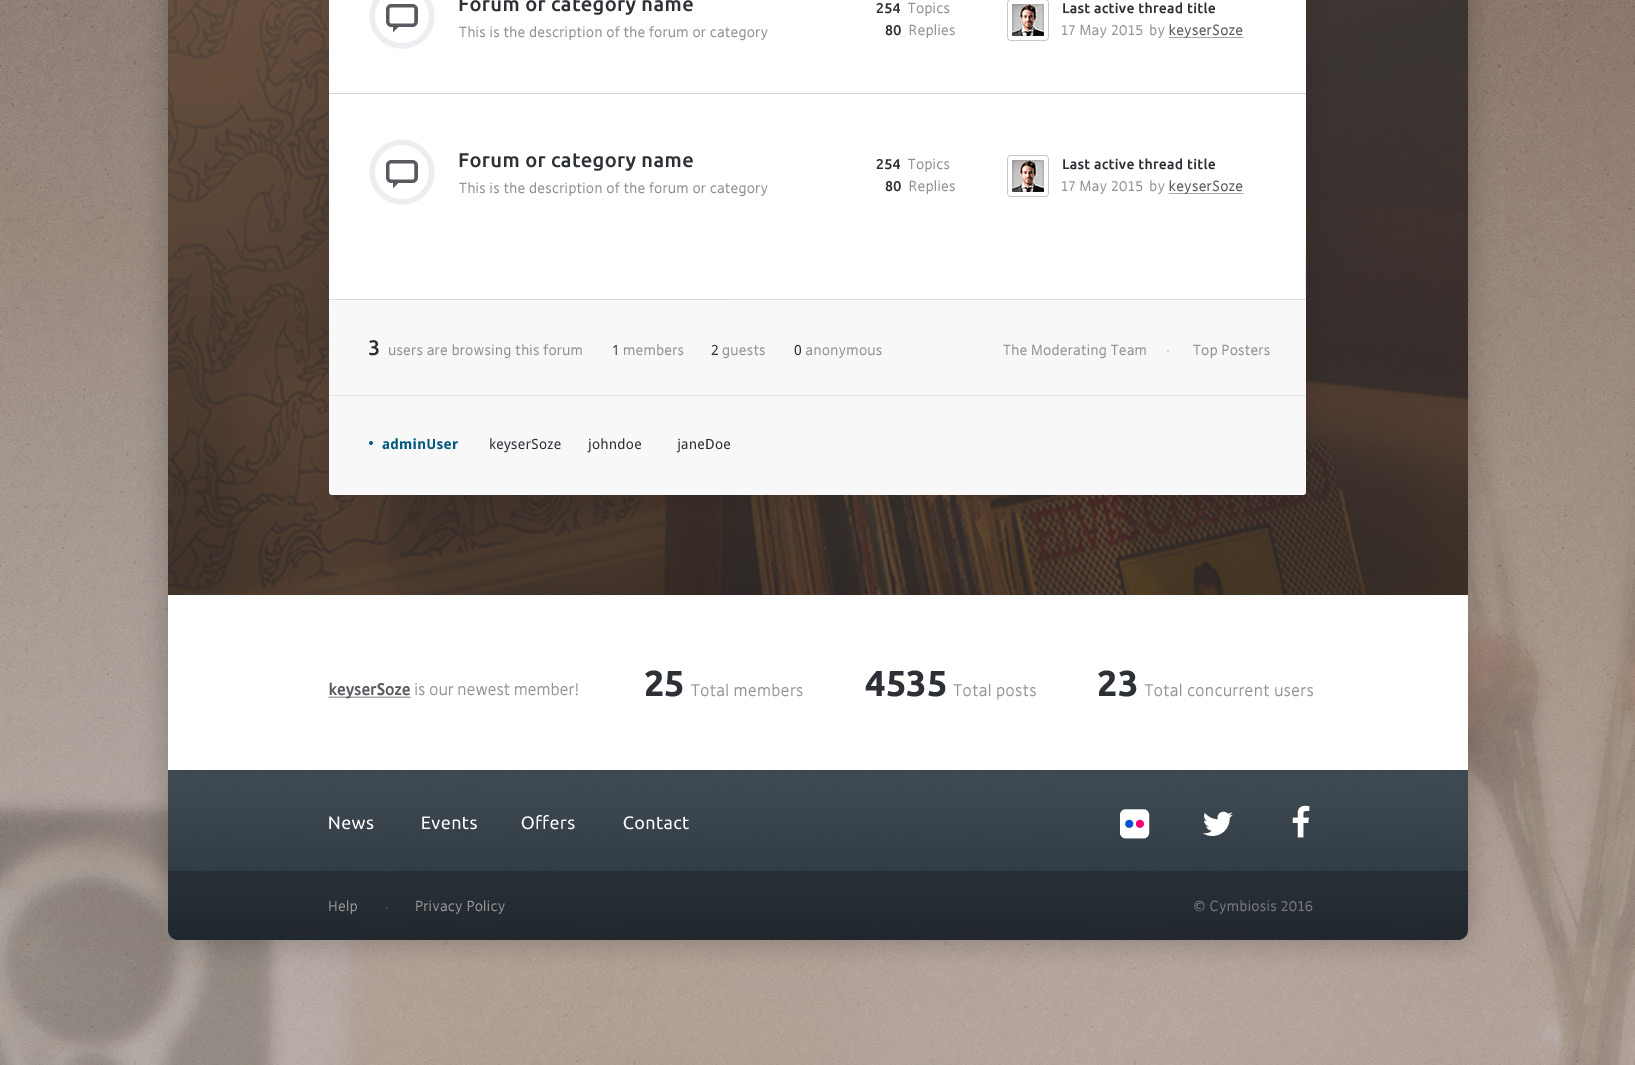 Forum or category name
This is the description of the forum or category
254 Topics
80 Replies
Last active thread title
17 May 2015 by keyserSoze
Forum or category name
This is the description of the forum or category
254 Topics
80 Replies
Last active thread title
17 May 2015 by keyserSoze
3 users are browsing this forum 1 members 2 guests 0 anonymous The Moderating Team · Top Posters
• adminUser keyserSoze johndoe janeDoe
ELVIS
keyserSoze is our newest member! 25 Total members 4535 Total posts 23 Total concurrent users
News Events Offers Contact
Help · Privacy Policy © Cymbiosis 2016